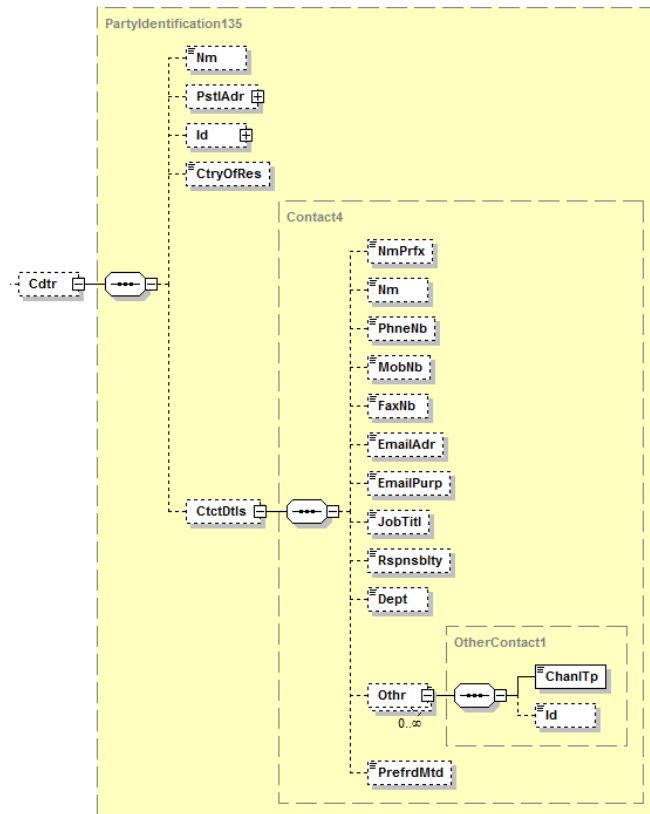 PartyIdentification135
Nm
PstlAdr
Id
CtryOfRes
Cdtr
Contact4
NmPrfx
Nm
PhneNb
MobNb
FaxNb
EmailAdr
EmailPurp
JobTitl
Rspnsblty
Dept
CtctDtls
OtherContact1
ChanlTp
Othr
Id
0..∞
PrefrdMtd